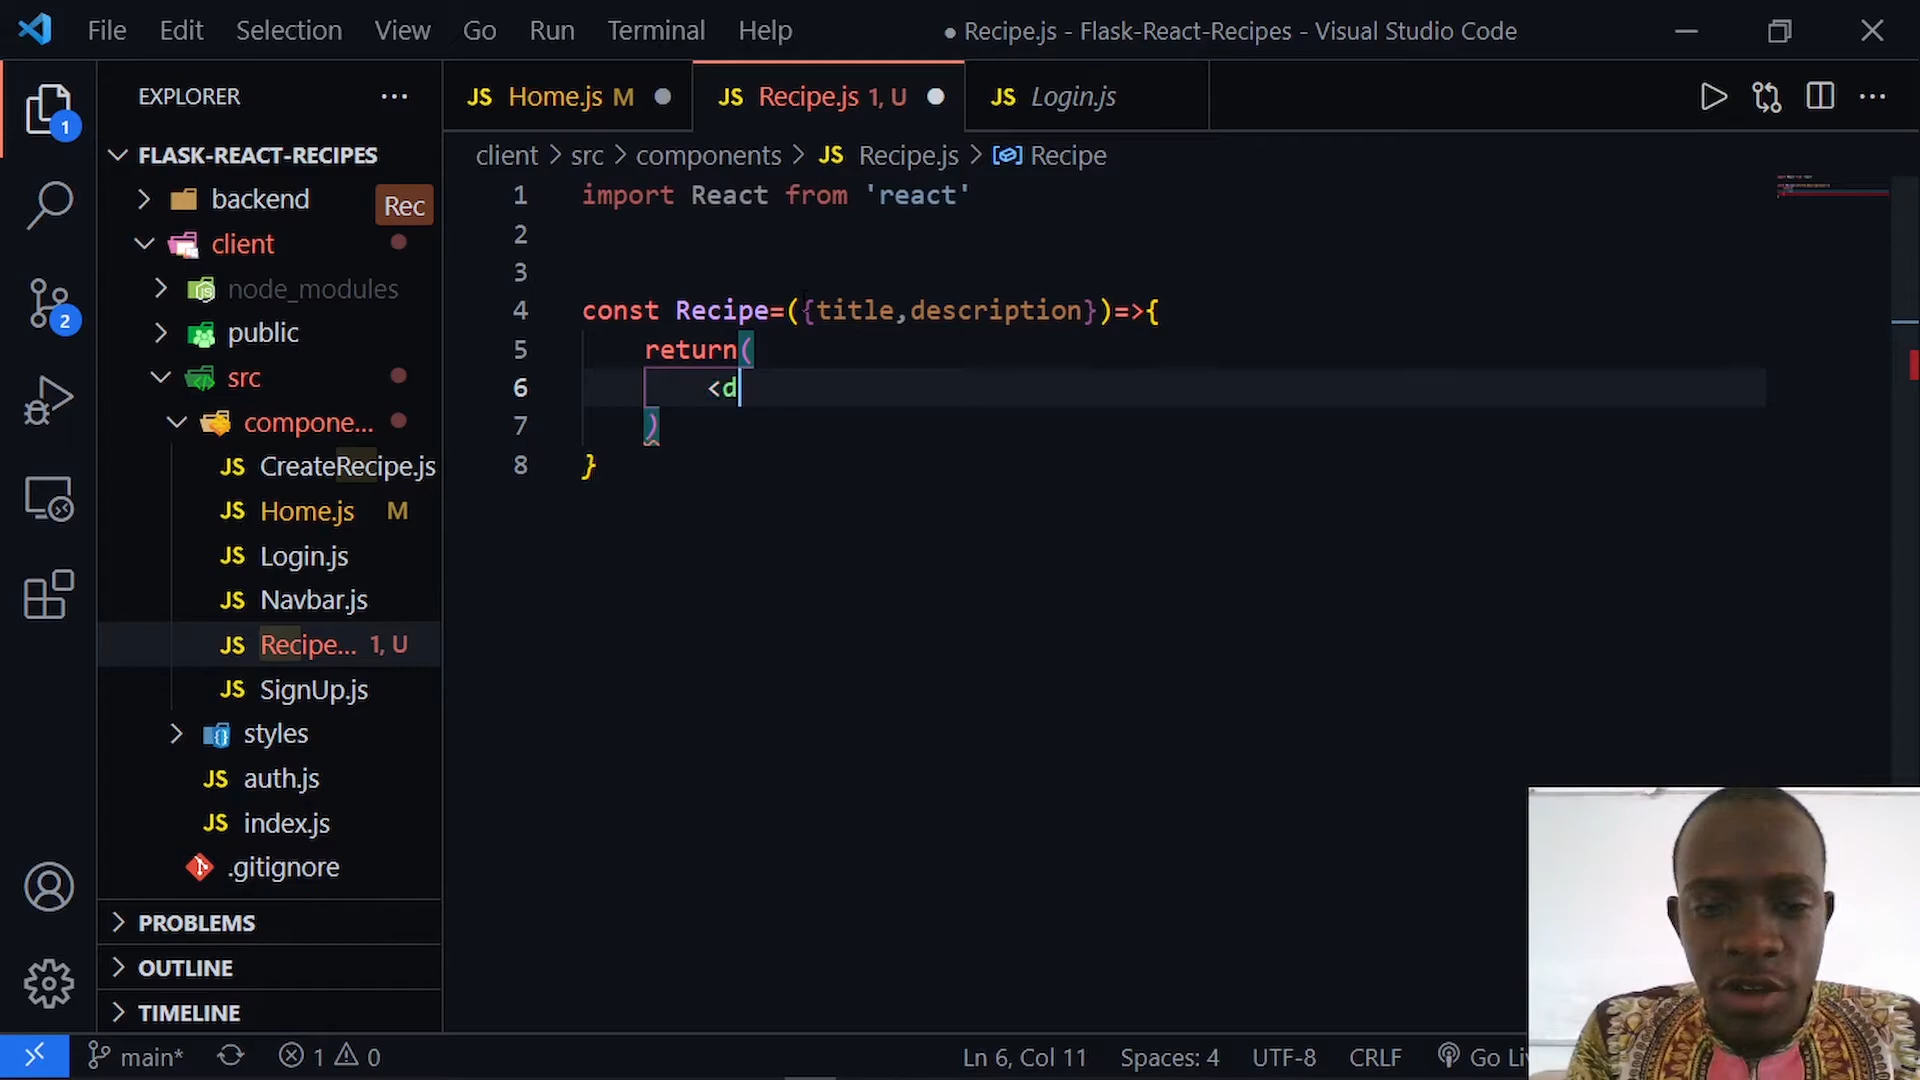 File Edit Selection View Go Run Terminal Help ● Recipe.js - Flask-React-Recipes - Visual Studio Code
EXPLORER ...
JS Home.js M ● JS Recipe.js 1, U ● JS Login.js ...
client > src > components > JS Recipe.js > Recipe
FLASK-REACT-RECIPES
backend
Rec
client
node_modules
public
src
compone...
JS CreateRecipe.js
JS Home.js M
JS Login.js
JS Navbar.js
JS Recipe... 1, U
JS SignUp.js
styles
JS auth.js
JS index.js
.gitignore
PROBLEMS
OUTLINE
TIMELINE
1
2
1 import React from 'react'
2
3
4 const Recipe=({title,description})=>{
5 return(
6 <d
7 )
8 }
main* 1 0 Ln 6, Col 11 Spaces: 4 UTF-8 CRLF Go Li